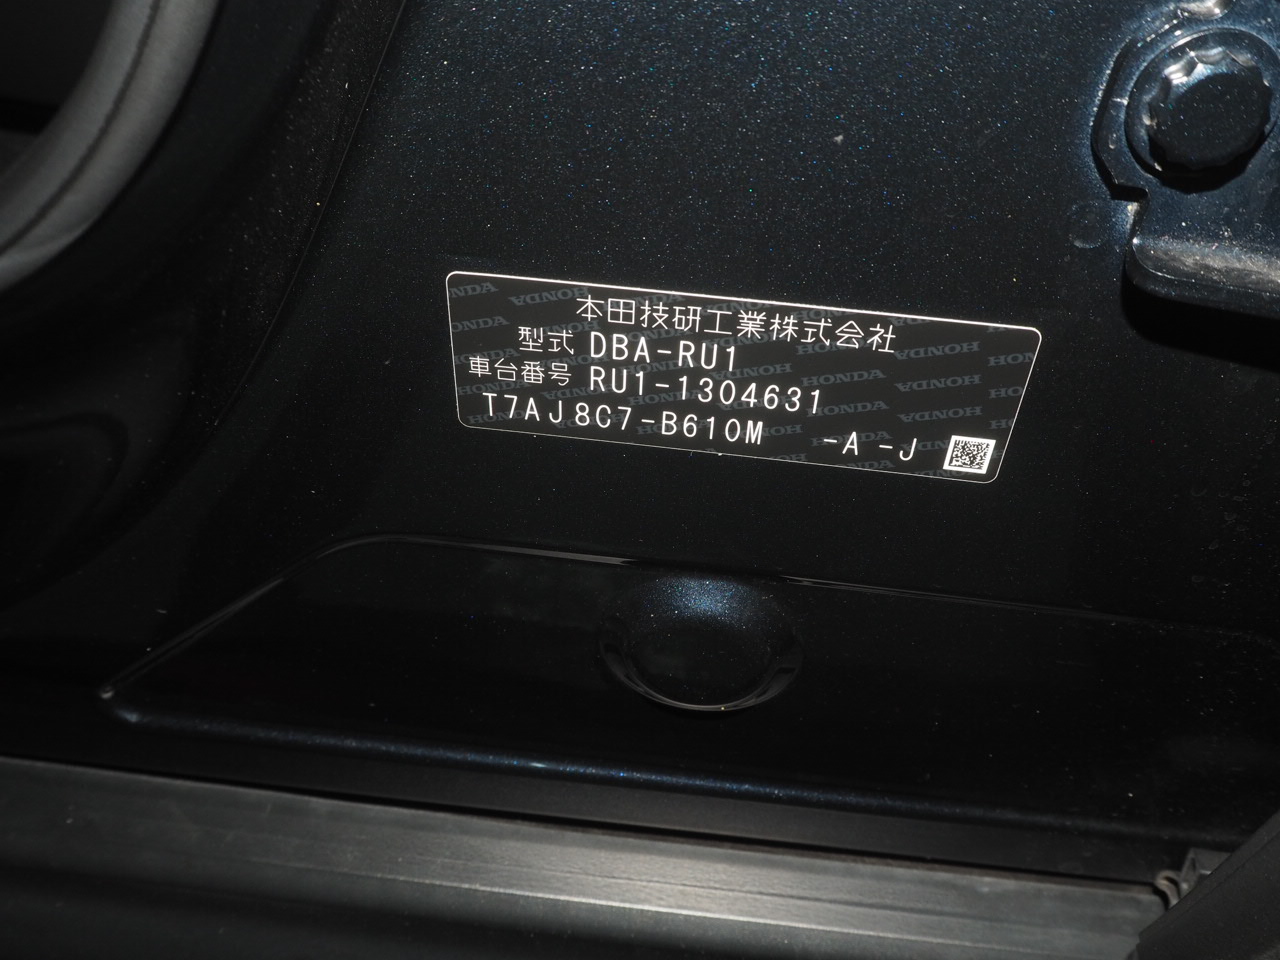 本田技研工業株式会社
型式 DBA-RU1
車台番号 RU1-1304631
T7AJ8C7-B610M -A -J